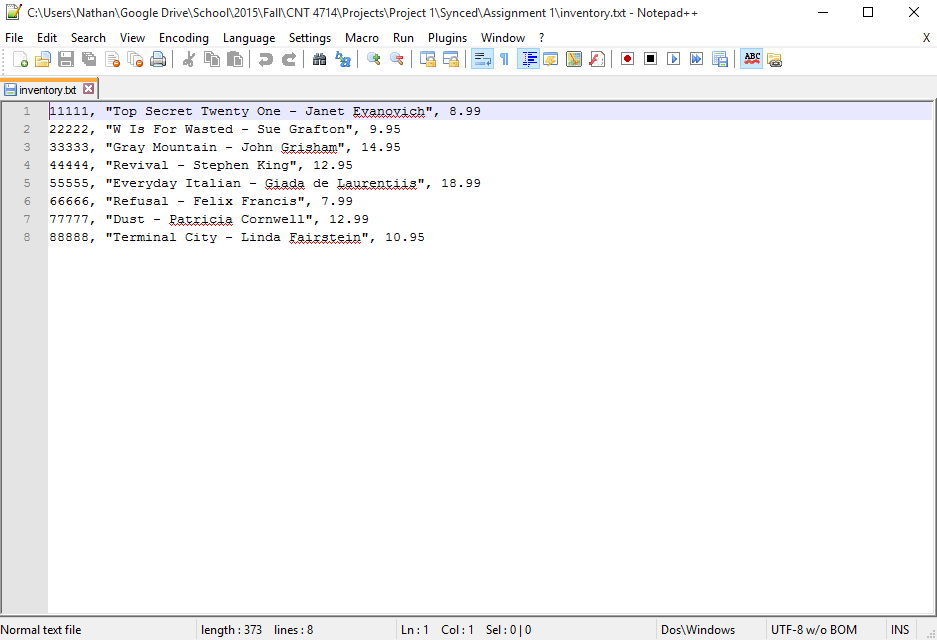 C:\Users\Nathan\Google Drive\School\2015\Fall\CNT 4714\Projects\Project 1\Synced\Assignment 1\inventory.txt - Notepad++
File Edit Search View Encoding Language Settings Macro Run Plugins Window ? X
ABC
inventory.txt
1 11111, "Top Secret Twenty One - Janet Evanovich", 8.99
2 22222, "W Is For Wasted - Sue Grafton", 9.95
3 33333, "Gray Mountain - John Grisham", 14.95
4 44444, "Revival - Stephen King", 12.95
5 55555, "Everyday Italian - Giada de Laurentiis", 18.99
6 66666, "Refusal - Felix Francis", 7.99
7 77777, "Dust - Patricia Cornwell", 12.99
8 88888, "Terminal City - Linda Fairstein", 10.95
Normal text file length : 373 lines : 8 Ln : 1 Col : 1 Sel : 0 | 0 Dos\Windows UTF-8 w/o BOM INS